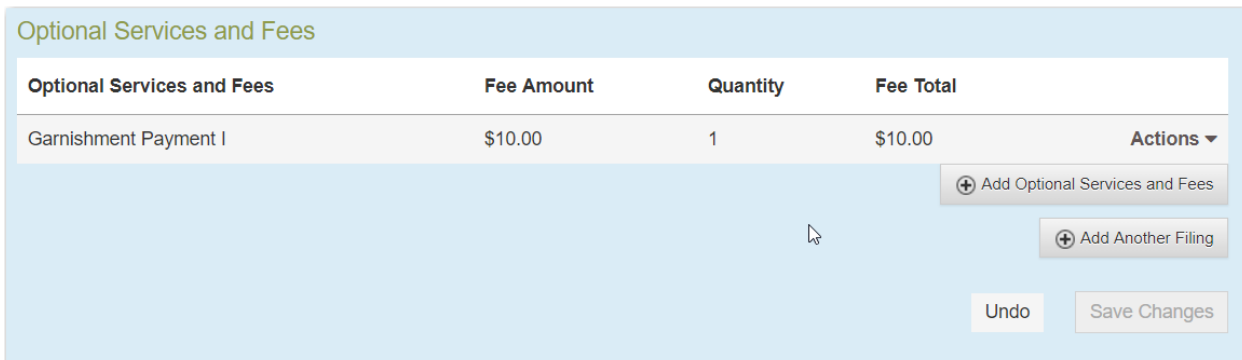 Optional Services and Fees
Optional Services and Fees Fee Amount Quantity Fee Total
Garnishment Payment I $10.00 1 $10.00 Actions
Add Optional Services and Fees
Add Another Filing
Undo Save Changes